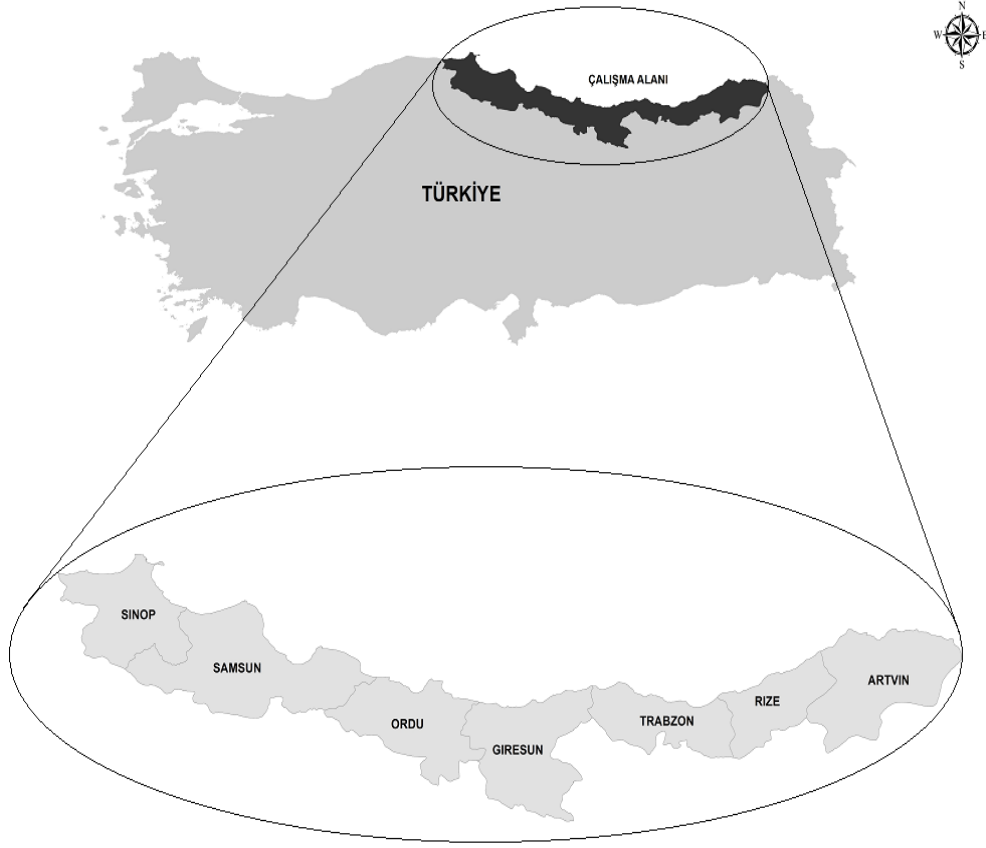 N
W E
S
ÇALIŞMA ALANI
TÜRKİYE
SINOP
SAMSUN
ORDU
GIRESUN
TRABZON
RIZE
ARTVIN